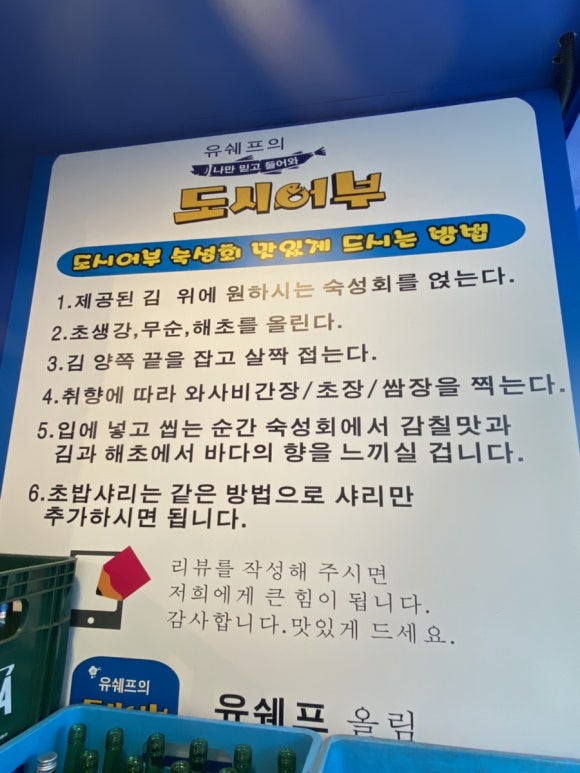 유쉐프의
나만 믿고 들어와
도시어부
도시어부 숙성회 맛있게 드시는 방법
1.제공된 김 위에 원하시는 숙성회를 얹는다.
2.초생강,무순,해초를 올린다.
3.김 양쪽 끝을 잡고 살짝 접는다.
4.취향에 따라 와사비간장/초장/쌈장을 찍는다.
5.입에 넣고 씹는 순간 숙성회에서 감칠맛과
김과 해초에서 바다의 향을 느끼실 겁니다.
6.초밥샤리는 같은 방법으로 샤리만
추가하시면 됩니다.
리뷰를 작성해 주시면
저희에게 큰 힘이 됩니다.
감사합니다.맛있게 드세요.
유쉐프의
유쉐프 올림